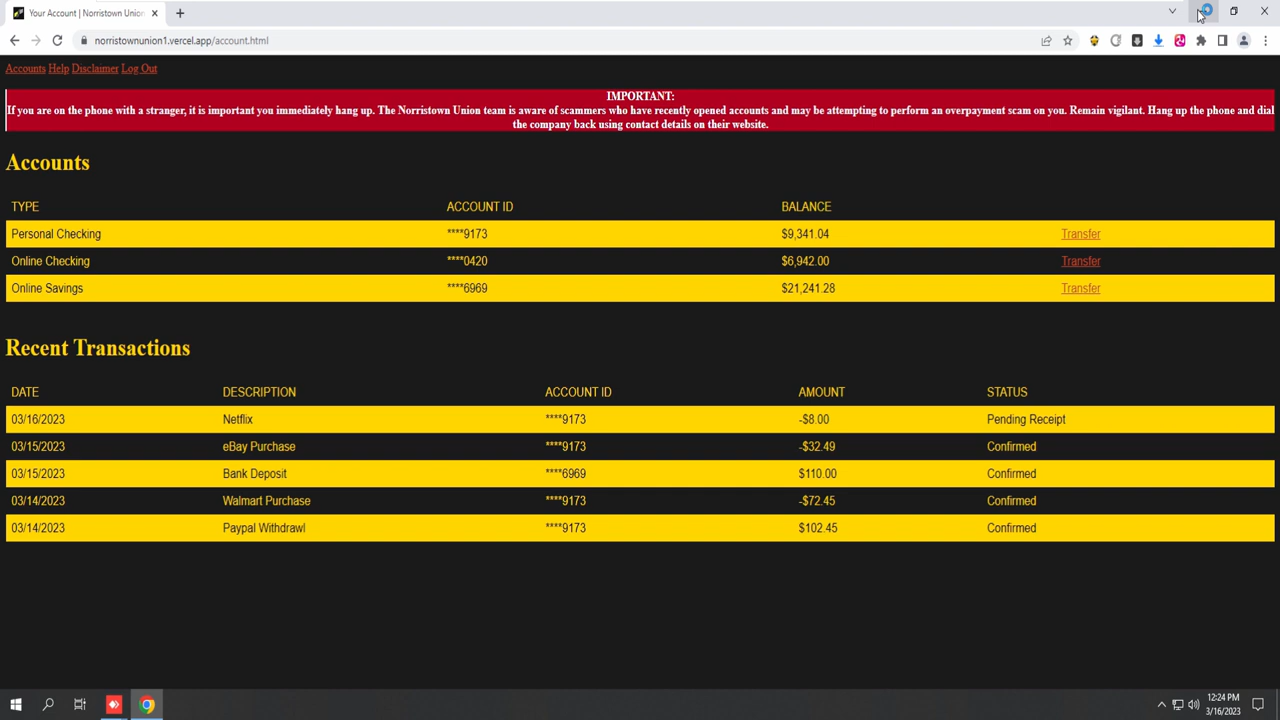 Your Account | Norristown Union
norristownunion1.vercel.app/account.html
Accounts Help Disclaimer Log Out
IMPORTANT:
If you are on the phone with a stranger, it is important you immediately hang up. The Norristown Union team is aware of scammers who have recently opened accounts and may be attempting to perform an overpayment scam on you. Remain vigilant. Hang up the phone and dial
the company back using contact details on their website.
Accounts
TYPE ACCOUNT ID BALANCE
Personal Checking ****9173 $9,341.04 Transfer
Online Checking ****0420 $6,942.00 Transfer
Online Savings ****6969 $21,241.28 Transfer
Recent Transactions
DATE DESCRIPTION ACCOUNT ID AMOUNT STATUS
03/16/2023 Netflix ****9173 -$8.00 Pending Receipt
03/15/2023 eBay Purchase ****9173 -$32.49 Confirmed
03/15/2023 Bank Deposit ****6969 $110.00 Confirmed
03/14/2023 Walmart Purchase ****9173 -$72.45 Confirmed
03/14/2023 Paypal Withdrawl ****9173 $102.45 Confirmed
12:24 PM
3/16/2023